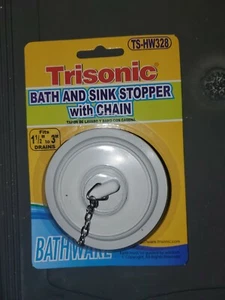 TS-HW328
Trisonic®
BATH AND SINK STOPPER
with CHAIN
Fits
1½" to 3"
DRAINS
BATHWARE